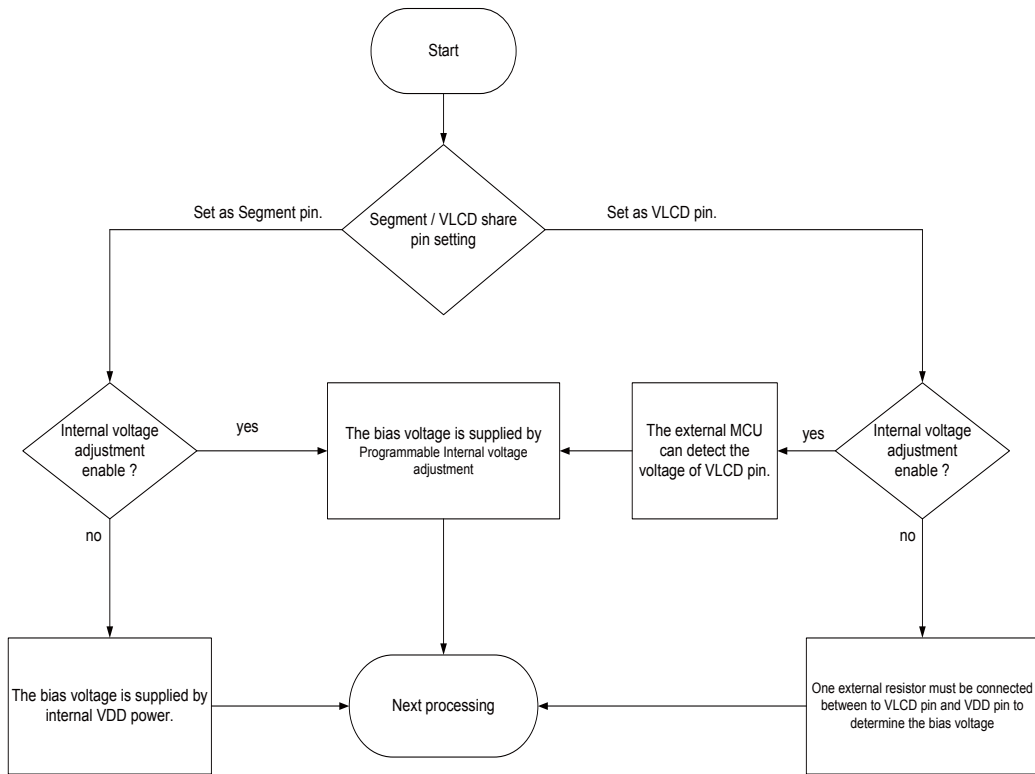 Start
Set as Segment pin.
Segment / VLCD share
pin setting
Set as VLCD pin.
Internal voltage
adjustment
enable ?
yes
The bias voltage is supplied by
Programmable Internal voltage
adjustment
The external MCU
can detect the
voltage of VLCD pin.
yes
Internal voltage
adjustment
enable ?
no
no
The bias voltage is supplied by
internal VDD power.
Next processing
One external resistor must be connected
between to VLCD pin and VDD pin to
determine the bias voltage